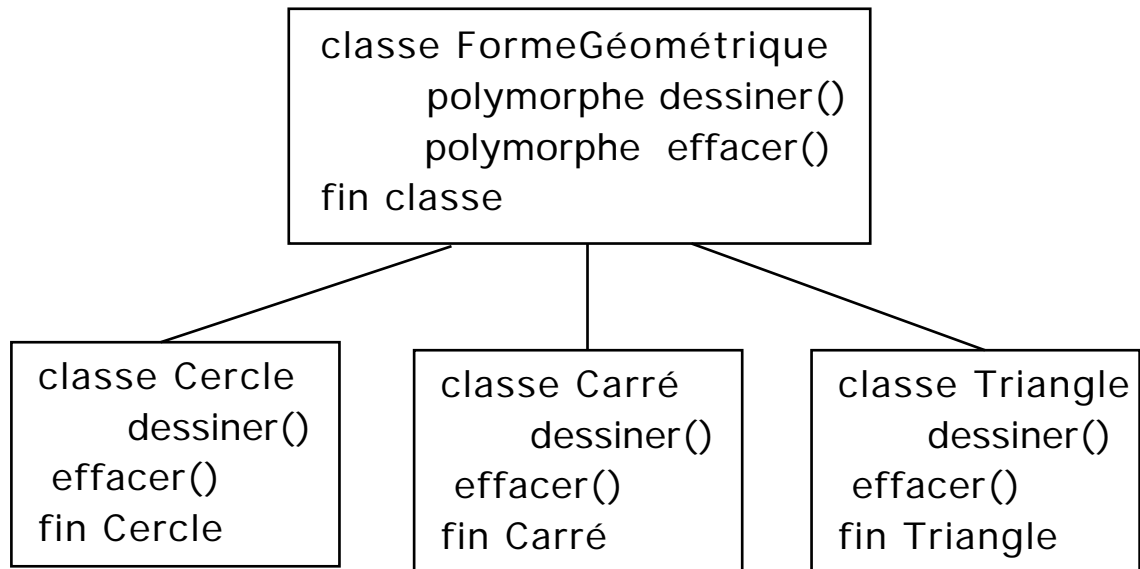 classe FormeGéométrique
polymorphe dessiner()
polymorphe effacer()
fin classe
classe Cercle
dessiner()
effacer()
fin Cercle
classe Carré
dessiner()
effacer()
fin Carré
classe Triangle
dessiner()
effacer()
fin Triangle